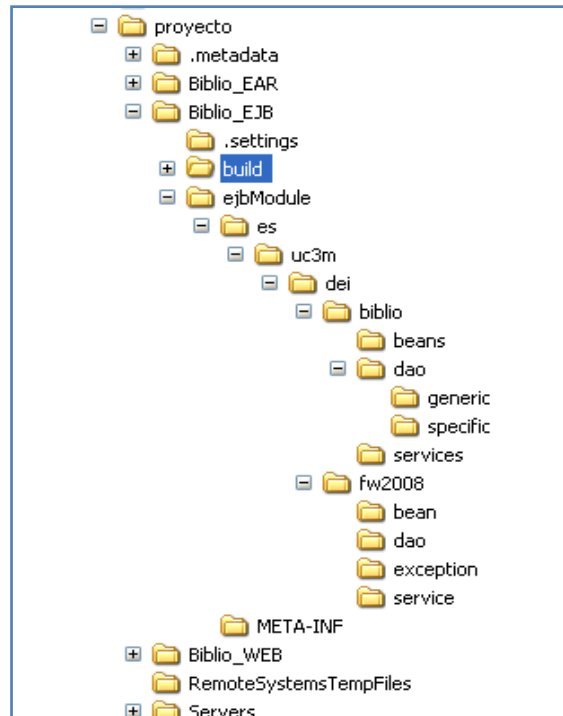 proyecto
.metadata
Biblio_EAR
Biblio_EJB
.settings
build
ejbModule
es
uc3m
dei
biblio
beans
dao
generic
specific
services
fw2008
bean
dao
exception
service
META-INF
Biblio_WEB
RemoteSystemsTempFiles
Servers